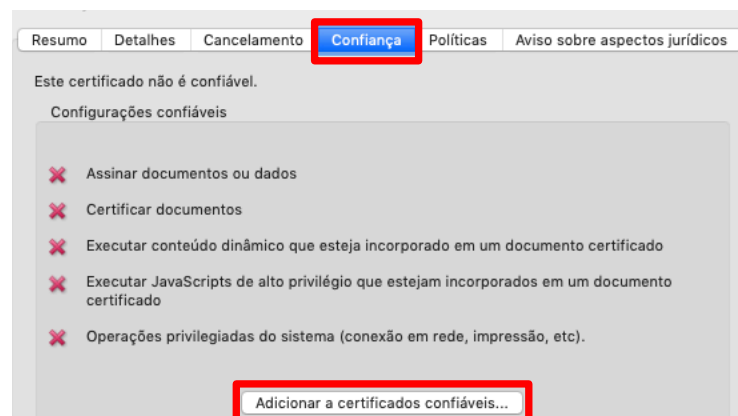 Resumo Detalhes Cancelamento Confiança Políticas Aviso sobre aspectos jurídicos
Este certificado não é confiável.
Configurações confiáveis
Assinar documentos ou dados
Certificar documentos
Executar conteúdo dinâmico que esteja incorporado em um documento certificado
Executar JavaScripts de alto privilégio que estejam incorporados em um documento
certificado
Operações privilegiadas do sistema (conexão em rede, impressão, etc).
Adicionar a certificados confiáveis...